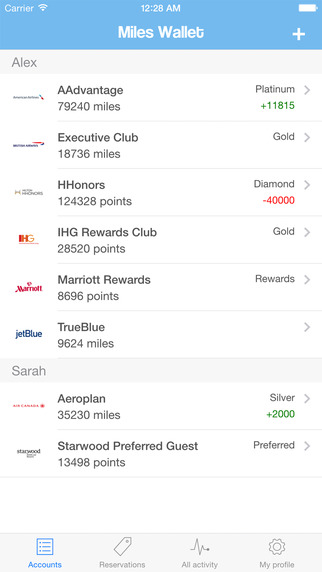 Carrier 12:28 AM
Miles Wallet +
Alex
American Airlines
AAdvantage Platinum
79240 miles +11815
BRITISH AIRWAYS
Executive Club Gold
18736 miles
HILTON
HHONORS
HHonors Diamond
124328 points -40000
IHG
IHG Rewards Club Gold
28520 points
Marriott
Marriott Rewards Rewards
8696 points
jetBlue
TrueBlue
9624 miles
Sarah
AIR CANADA
Aeroplan Silver
35230 miles +2000
starwood
Starwood Preferred Guest Preferred
13498 points
Accounts Reservations All activity My profile